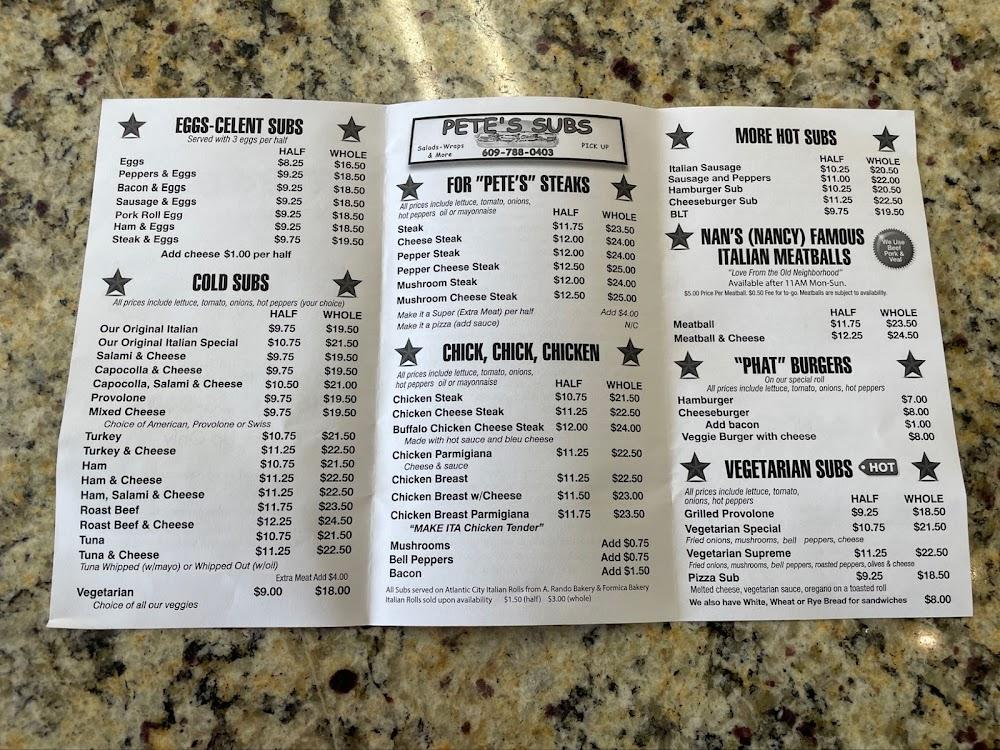 EGGS-CELENT SUBS
Served with 3 eggs per half
HALF WHOLE
Eggs $8.25 $16.50
Peppers & Eggs $9.25 $18.50
Bacon & Eggs $9.25 $18.50
Sausage & Eggs $9.25 $18.50
Pork Roll Egg $9.25 $18.50
Ham & Eggs $9.25 $18.50
Steak & Eggs $9.75 $19.50
Add cheese $1.00 per half
COLD SUBS
All prices include lettuce, tomato, onions, hot peppers (your choice)
HALF WHOLE
Our Original Italian $9.75 $19.50
Our Original Italian Special $10.75 $21.50
Salami & Cheese $9.75 $19.50
Capocolla & Cheese $9.75 $19.50
Capocolla, Salami & Cheese $10.50 $21.00
Provolone $9.75 $19.50
Mixed Cheese $9.75 $19.50
Choice of American, Provolone or Swiss
Turkey $10.75 $21.50
Turkey & Cheese $11.25 $22.50
Ham $10.75 $21.50
Ham & Cheese $11.25 $22.50
Ham, Salami & Cheese $11.25 $22.50
Roast Beef $11.75 $23.50
Roast Beef & Cheese $12.25 $24.50
Tuna $10.75 $21.50
Tuna & Cheese $11.25 $22.50
Tuna Whipped (w/mayo) or Whipped Out (w/oil)
Extra Meat Add $4.00
Vegetarian $9.00 $18.00
Choice of all our veggies
PETE'S SUBS
Salads-Wraps & More 609-788-0403 PICK UP
FOR "PETE'S" STEAKS
All prices include lettuce, tomato, onions,
hot peppers oil or mayonnaise
HALF WHOLE
Steak $11.75 $23.50
Cheese Steak $12.00 $24.00
Pepper Steak $12.00 $24.00
Pepper Cheese Steak $12.50 $25.00
Mushroom Steak $12.00 $24.00
Mushroom Cheese Steak $12.50 $25.00
Make it a Super (Extra Meat) per half Add $4.00
Make it a pizza (add sauce) N/C
CHICK, CHICK, CHICKEN
All prices include lettuce, tomato, onions,
hot peppers oil or mayonnaise
HALF WHOLE
Chicken Steak $10.75 $21.50
Chicken Cheese Steak $11.25 $22.50
Buffalo Chicken Cheese Steak $12.00 $24.00
Made with hot sauce and bleu cheese
Chicken Parmigiana $11.25 $22.50
Cheese & sauce
Chicken Breast $11.25 $22.50
Chicken Breast w/Cheese $11.50 $23.00
Chicken Breast Parmigiana $11.75 $23.50
"MAKE ITA Chicken Tender"
Mushrooms Add $0.75
Bell Peppers Add $0.75
Bacon Add $1.50
All Subs served on Atlantic City Italian Rolls from A. Rando Bakery & Formica Bakery
Italian Rolls sold upon availability $1.50 (half) $3.00 (whole)
MORE HOT SUBS
HALF WHOLE
Italian Sausage $10.25 $20.50
Sausage and Peppers $11.00 $22.00
Hamburger Sub $10.25 $20.50
Cheeseburger Sub $11.25 $22.50
BLT $9.75 $19.50
NAN'S (NANCY) FAMOUS
ITALIAN MEATBALLS
We Use
Beef
Pork &
Veal
"Love From the Old Neighborhood"
Available after 11AM Mon-Sun.
$5.00 Price Per Meatball. $0.50 Fee for to-go. Meatballs are subject to availability.
HALF WHOLE
Meatball $11.75 $23.50
Meatball & Cheese $12.25 $24.50
"PHAT" BURGERS
On our special roll
All prices include lettuce, tomato, onions, hot peppers
Hamburger $7.00
Cheeseburger $8.00
Add bacon $1.00
Veggie Burger with cheese $8.00
VEGETARIAN SUBS HOT
All prices include lettuce, tomato,
onions, hot peppers
HALF WHOLE
Grilled Provolone $9.25 $18.50
Vegetarian Special $10.75 $21.50
Fried onions, mushrooms, bell peppers, cheese
Vegetarian Supreme $11.25 $22.50
Fried onions, mushrooms, bell peppers, roasted peppers, olives & cheese
Pizza Sub $9.25 $18.50
Melted cheese, vegetarian sauce, oregano on a toasted roll
We also have White, Wheat or Rye Bread for sandwiches $8.00